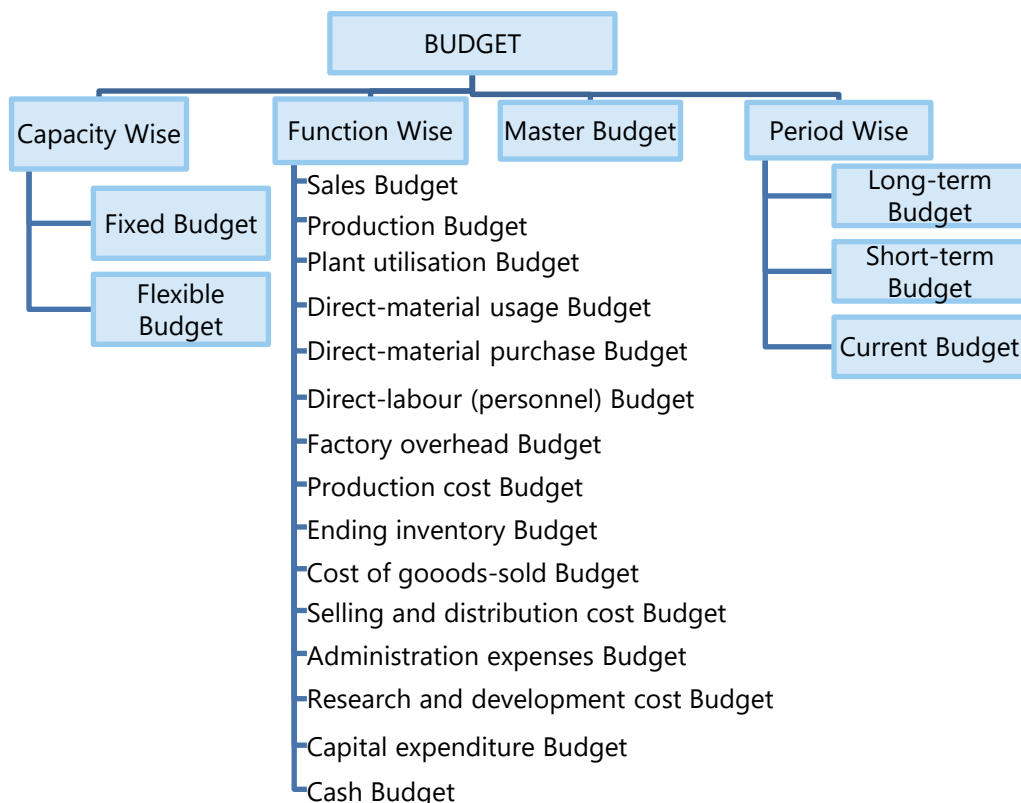 BUDGET
Capacity Wise
Fixed Budget
Flexible
Budget
Function Wise
Sales Budget
Production Budget
Plant utilisation Budget
Direct-material usage Budget
Direct-material purchase Budget
Direct-labour (personnel) Budget
Factory overhead Budget
Production cost Budget
Ending inventory Budget
Cost of gooods-sold Budget
Selling and distribution cost Budget
Administration expenses Budget
Research and development cost Budget
Capital expenditure Budget
Cash Budget
Master Budget
Period Wise
Long-term
Budget
Short-term
Budget
Current Budget